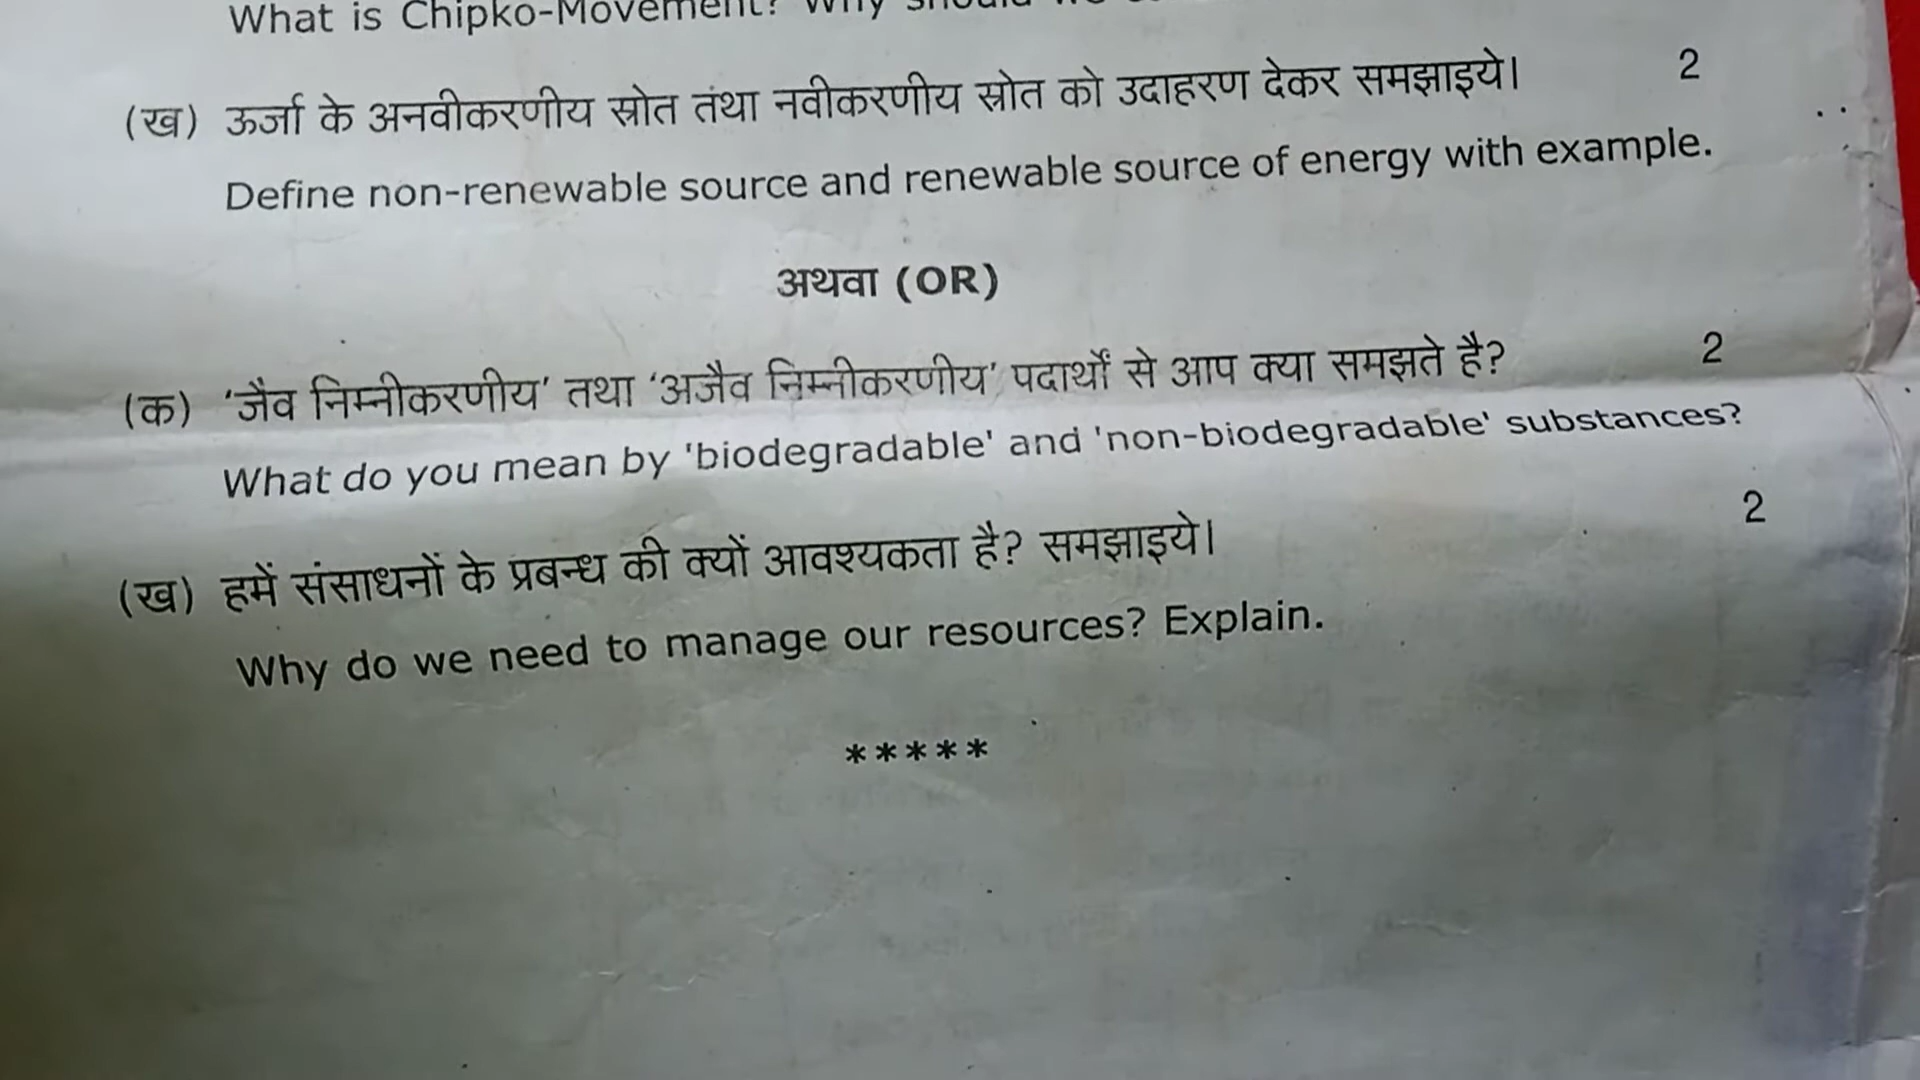 What is Chipko-Movement? Why should we
(ख) ऊर्जा के अनवीकरणीय स्रोत तथा नवीकरणीय स्रोत को उदाहरण देकर समझाइये। 2
Define non-renewable source and renewable source of energy with example.
अथवा (OR)
(क) 'जैव निम्नीकरणीय' तथा 'अजैव निम्नीकरणीय' पदार्थों से आप क्या समझते है? 2
What do you mean by 'biodegradable' and 'non-biodegradable' substances?
(ख) हमें संसाधनों के प्रबन्ध की क्यों आवश्यकता है? समझाइये। 2
Why do we need to manage our resources? Explain.
*****